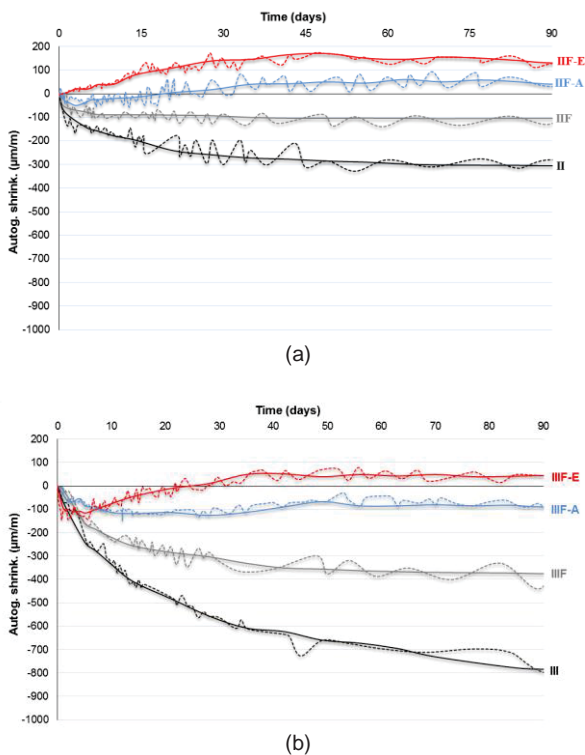 Time (days)
0 15 30 45 60 75 90
200
100
0
-100
-200
-300
-400
-500
-600
-700
-800
-900
-1000
Autog. shrink. (µm/m)
IIF-E
IIF-A
IIF
II
(a)
Time (days)
0 10 20 30 40 50 60 70 80 90
200
100
0
-100
-200
-300
-400
-500
-600
-700
-800
-900
-1000
Autog. shrink. (µm/m)
IIIF-E
IIIF-A
IIIF
III
(b)